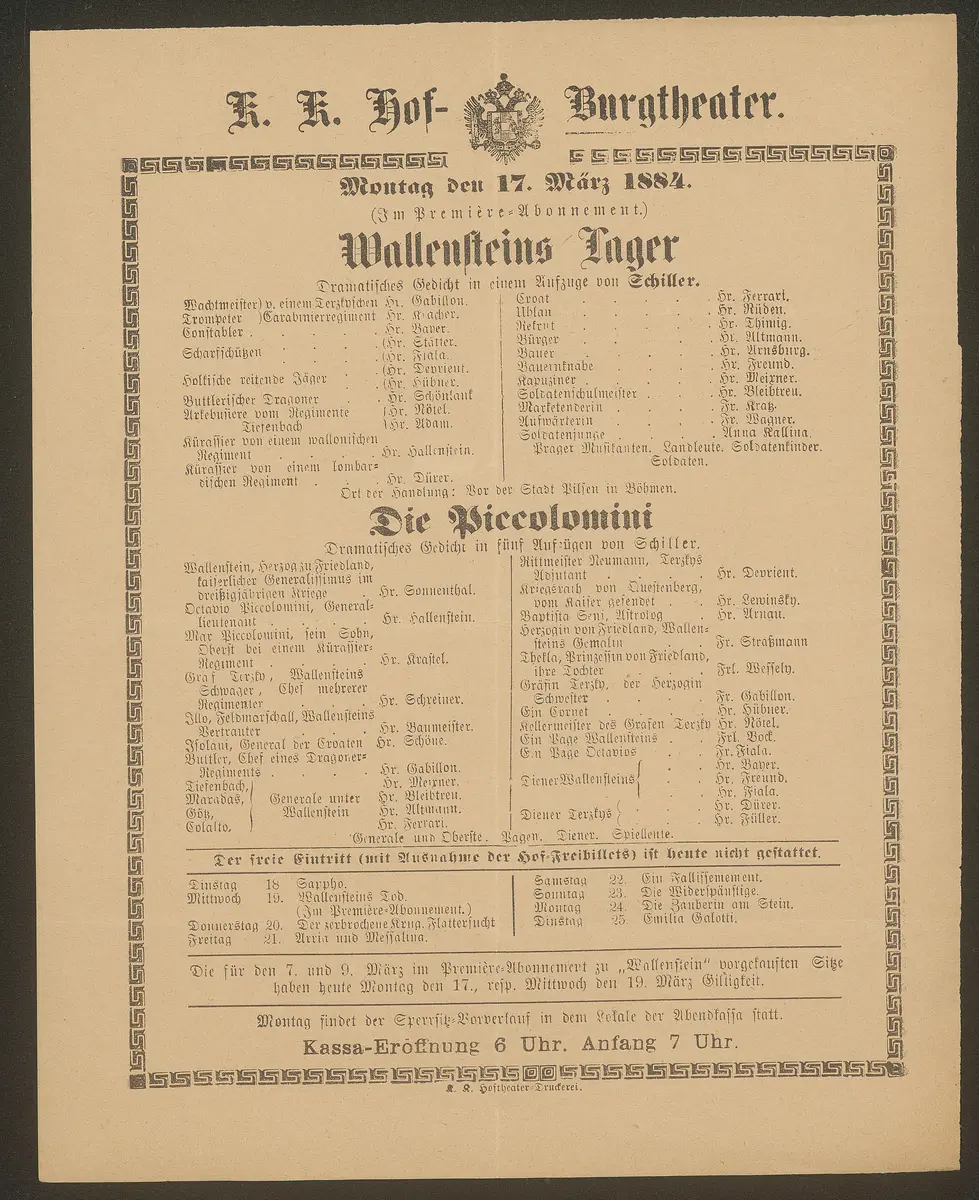 K. K. Hof- Burgtheater.
Montag den 17. März 1884.
(Im Première-Abonnement.)
Wallensteins Lager
Dramatisches Gedicht in einem Aufzuge von Schiller.
Wachtmeister) v. einem Terzkyschen Hr. Gabillon.
Trompeter )Carabinierregiment Hr. Kracher.
Constabler . . . . Hr. Bayer.
Scharfschützen . . (Hr. Stätter.
(Hr. Fiala.
Holkische reitende Jäger . (Hr. Devrient.
(Hr. Hübner.
Buttlerischer Dragoner . . Hr. Schönlank
Arkebusiere vom Regimente )Hr. Nötel.
Tiefenbach )Hr. Adam.
Kürassier von einem wallonischen
Regiment . . . . Hr. Hallenstein.
Kürassier von einem lombar-
dischen Regiment . . . Hr. Dürer.
Croat . . . . . Hr. Ferrari.
Uhlan . . . . . Hr. Rüden.
Rekrut . . . . . Hr. Thimig.
Bürger . . . . . Hr. Altmann.
Bauer . . . . . Hr. Arnsburg.
Bauernknabe . . . . Hr. Freund.
Kapuziner . . . . . Hr. Meixner.
Soldatenschulmeister . . . Hr. Bleibtreu.
Marketenderin . . . . Fr. Kratz.
Aufwärterin . . . . Fr. Wagner.
Soldatenjunge . . . . Anna Kallina.
Prager Musikanten. Landleute. Soldatenkinder.
Soldaten.
Ort der Handlung: Vor der Stadt Pilsen in Böhmen.
Die Piccolomini
Dramatisches Gedicht in fünf Aufzügen von Schiller.
Wallenstein, Herzog zu Friedland,
kaiserlicher Generalissimus im
dreißigjährigen Kriege . Hr. Sonnenthal.
Octavio Piccolomini, General-
lieutenant . . . . Hr. Hallenstein.
Max Piccolomini, sein Sohn,
Oberst bei einem Kürassier-
Regiment . . . . Hr. Krastel.
Graf Terzky, Wallensteins
Schwager, Chef mehrerer
Regimenter . . . . Hr. Schreiner.
Illo, Feldmarschall, Wallensteins
Vertrauter . . . Hr. Baumeister.
Isolani, General der Croaten Hr. Schöne.
Buttler, Chef eines Dragoner-
Regiments . . . . Hr. Gabillon.
Tiefenbach, Hr. Meixner.
Maradas, Generale unter Hr. Bleibtreu.
Götz, Wallenstein Hr. Altmann.
Colalto, Hr. Ferrari.
Rittmeister Neumann, Terzkys
Adjutant . . . . Hr. Devrient.
Kriegsrath von Questenberg,
vom Kaiser gesendet . . Hr. Lewinsky.
Baptista Seni, Astrolog . . Hr. Arnau.
Herzogin von Friedland, Wallen-
steins Gemalin . . . Fr. Straßmann
Thekla, Prinzessin von Friedland,
ihre Tochter . . . Frl. Wessely.
Gräfin Terzky, der Herzogin
Schwester . . . . Fr. Gabillon.
Ein Cornet . . . . Hr. Hübner.
Kellermeister des Grafen Terzky Hr. Nötel.
Ein Page Wallensteins . . Frl. Bock.
Ein Page Octavios . . Fr. Fiala.
Diener Wallensteins . . Hr. Bayer.
Hr. Freund.
Hr. Fiala.
Diener Terzkys . . . Hr. Dürer.
Hr. Füller.
Generale und Oberste. Pagen. Diener. Spielleute.
Der freie Eintritt (mit Ausnahme der Hof-Freibillets) ist heute nicht gestattet.
Dinstag 18 Sappho.
Mittwoch 19. Wallensteins Tod.
(Im Première-Abonnement.)
Donnerstag 20. Der zerbrochene Krug. Flattersucht
Freitag 21. Arria und Messalina.
Samstag 22. Ein Fallissement.
Sonntag 23. Die Widerspänstige.
Montag 24. Die Zauberin am Stein.
Dinstag 25. Emilia Galotti.
Die für den 7. und 9. März im Première-Abonnement zu „Wallenstein" vorgekauften Sitze
haben heute Montag den 17., resp. Mittwoch den 19. März Giltigkeit.
Montag findet der Sperrsitz-Vorverkauf in dem Lokale der Abendkassa statt.
Kassa-Eröffnung 6 Uhr. Anfang 7 Uhr.
K. K. Hoftheater-Druckerei.